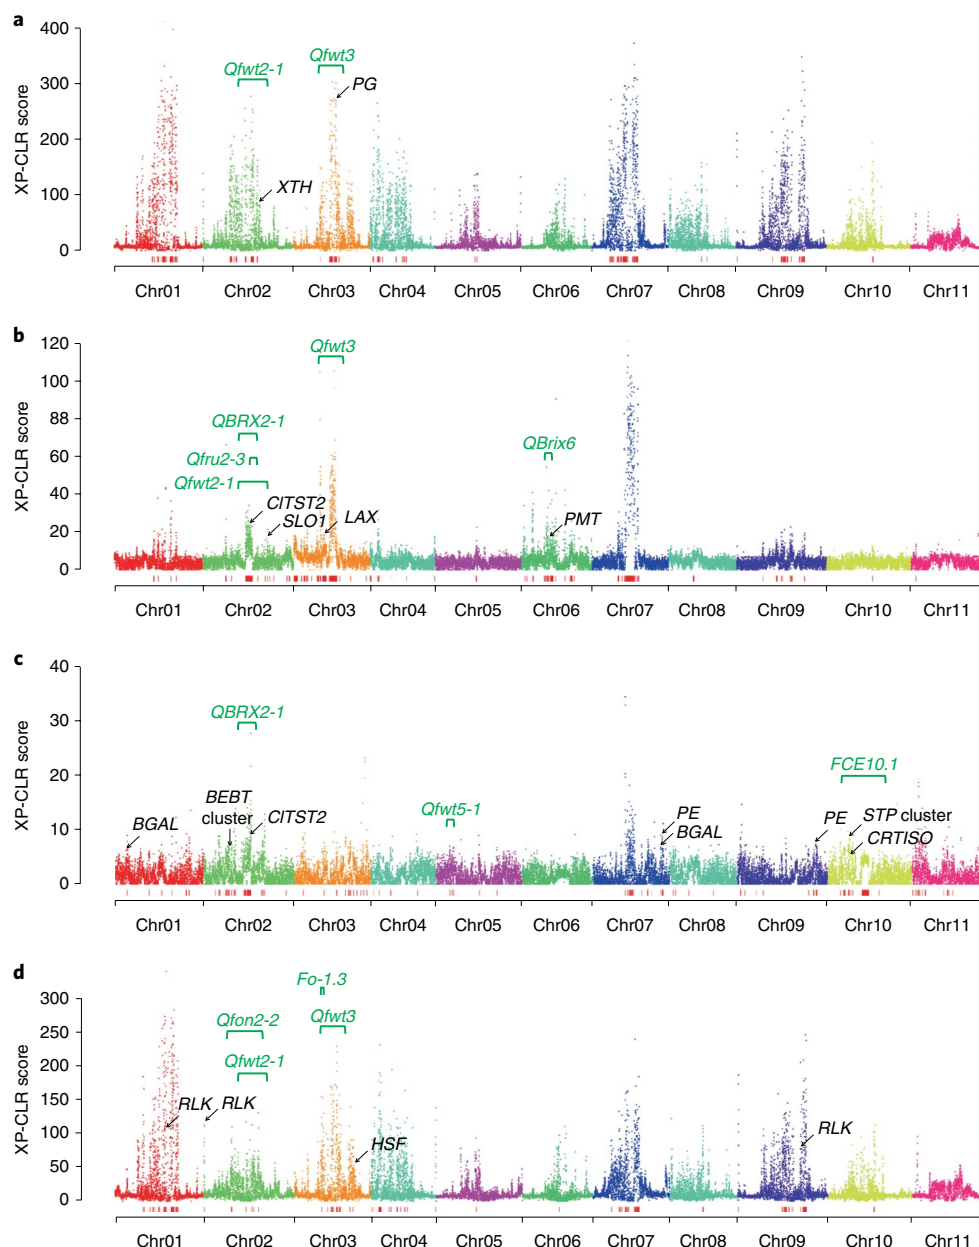 a
400
300
200
100
0
XP-CLR score
Qfwt2-1
Qfwt3
PG
XTH
Chr01 Chr02 Chr03 Chr04 Chr05 Chr06 Chr07 Chr08 Chr09 Chr10 Chr11
b
120
100
88
60
40
20
0
XP-CLR score
Qfwt3
QBRX2-1
Qfru2-3
Qfwt2-1
QBrix6
ClTST2
SLO1
LAX
PMT
Chr01 Chr02 Chr03 Chr04 Chr05 Chr06 Chr07 Chr08 Chr09 Chr10 Chr11
c
40
30
20
10
0
XP-CLR score
QBRX2-1
FCE10.1
BEBT
cluster
ClTST2
BGAL
Qfwt5-1
PE
BGAL
PE
STP cluster
CRTISO
Chr01 Chr02 Chr03 Chr04 Chr05 Chr06 Chr07 Chr08 Chr09 Chr10 Chr11
d
300
250
200
150
100
50
0
XP-CLR score
Fo-1.3
Qfon2-2
Qfwt3
Qfwt2-1
RLK
RLK
HSF
RLK
Chr01 Chr02 Chr03 Chr04 Chr05 Chr06 Chr07 Chr08 Chr09 Chr10 Chr11